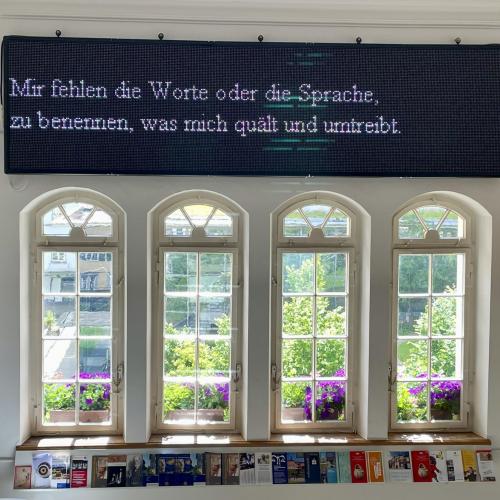 Mir fehlen die Worte oder die Sprache,
zu benennen, was mich quält und umtreibt.